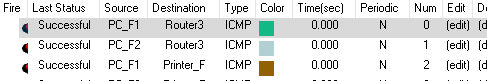 Fire Last Status Source Destination Type Color Time(sec) Periodic Num Edit
Successful PC_F1 Router3 ICMP 0.000 N 0 (edit)
Successful PC_F2 Router3 ICMP 0.000 N 1 (edit)
Successful PC_F1 Printer_F ICMP 0.000 N 2 (edit)